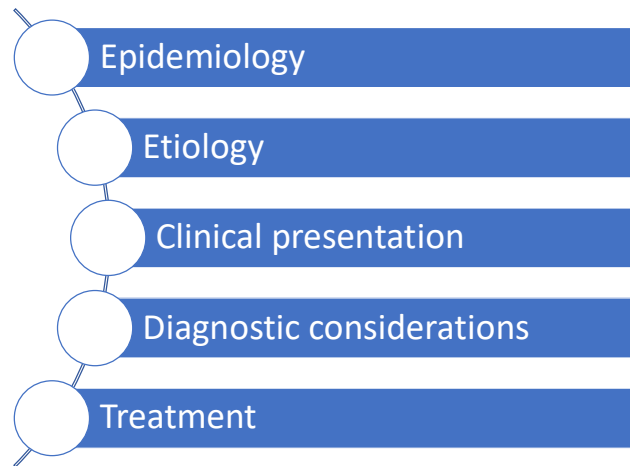 Epidemiology
Etiology
Clinical presentation
Diagnostic considerations
Treatment